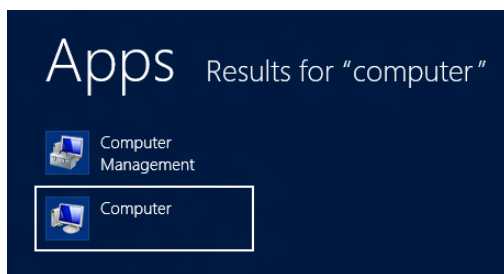 Apps Results for "computer"
Computer
Management
Computer